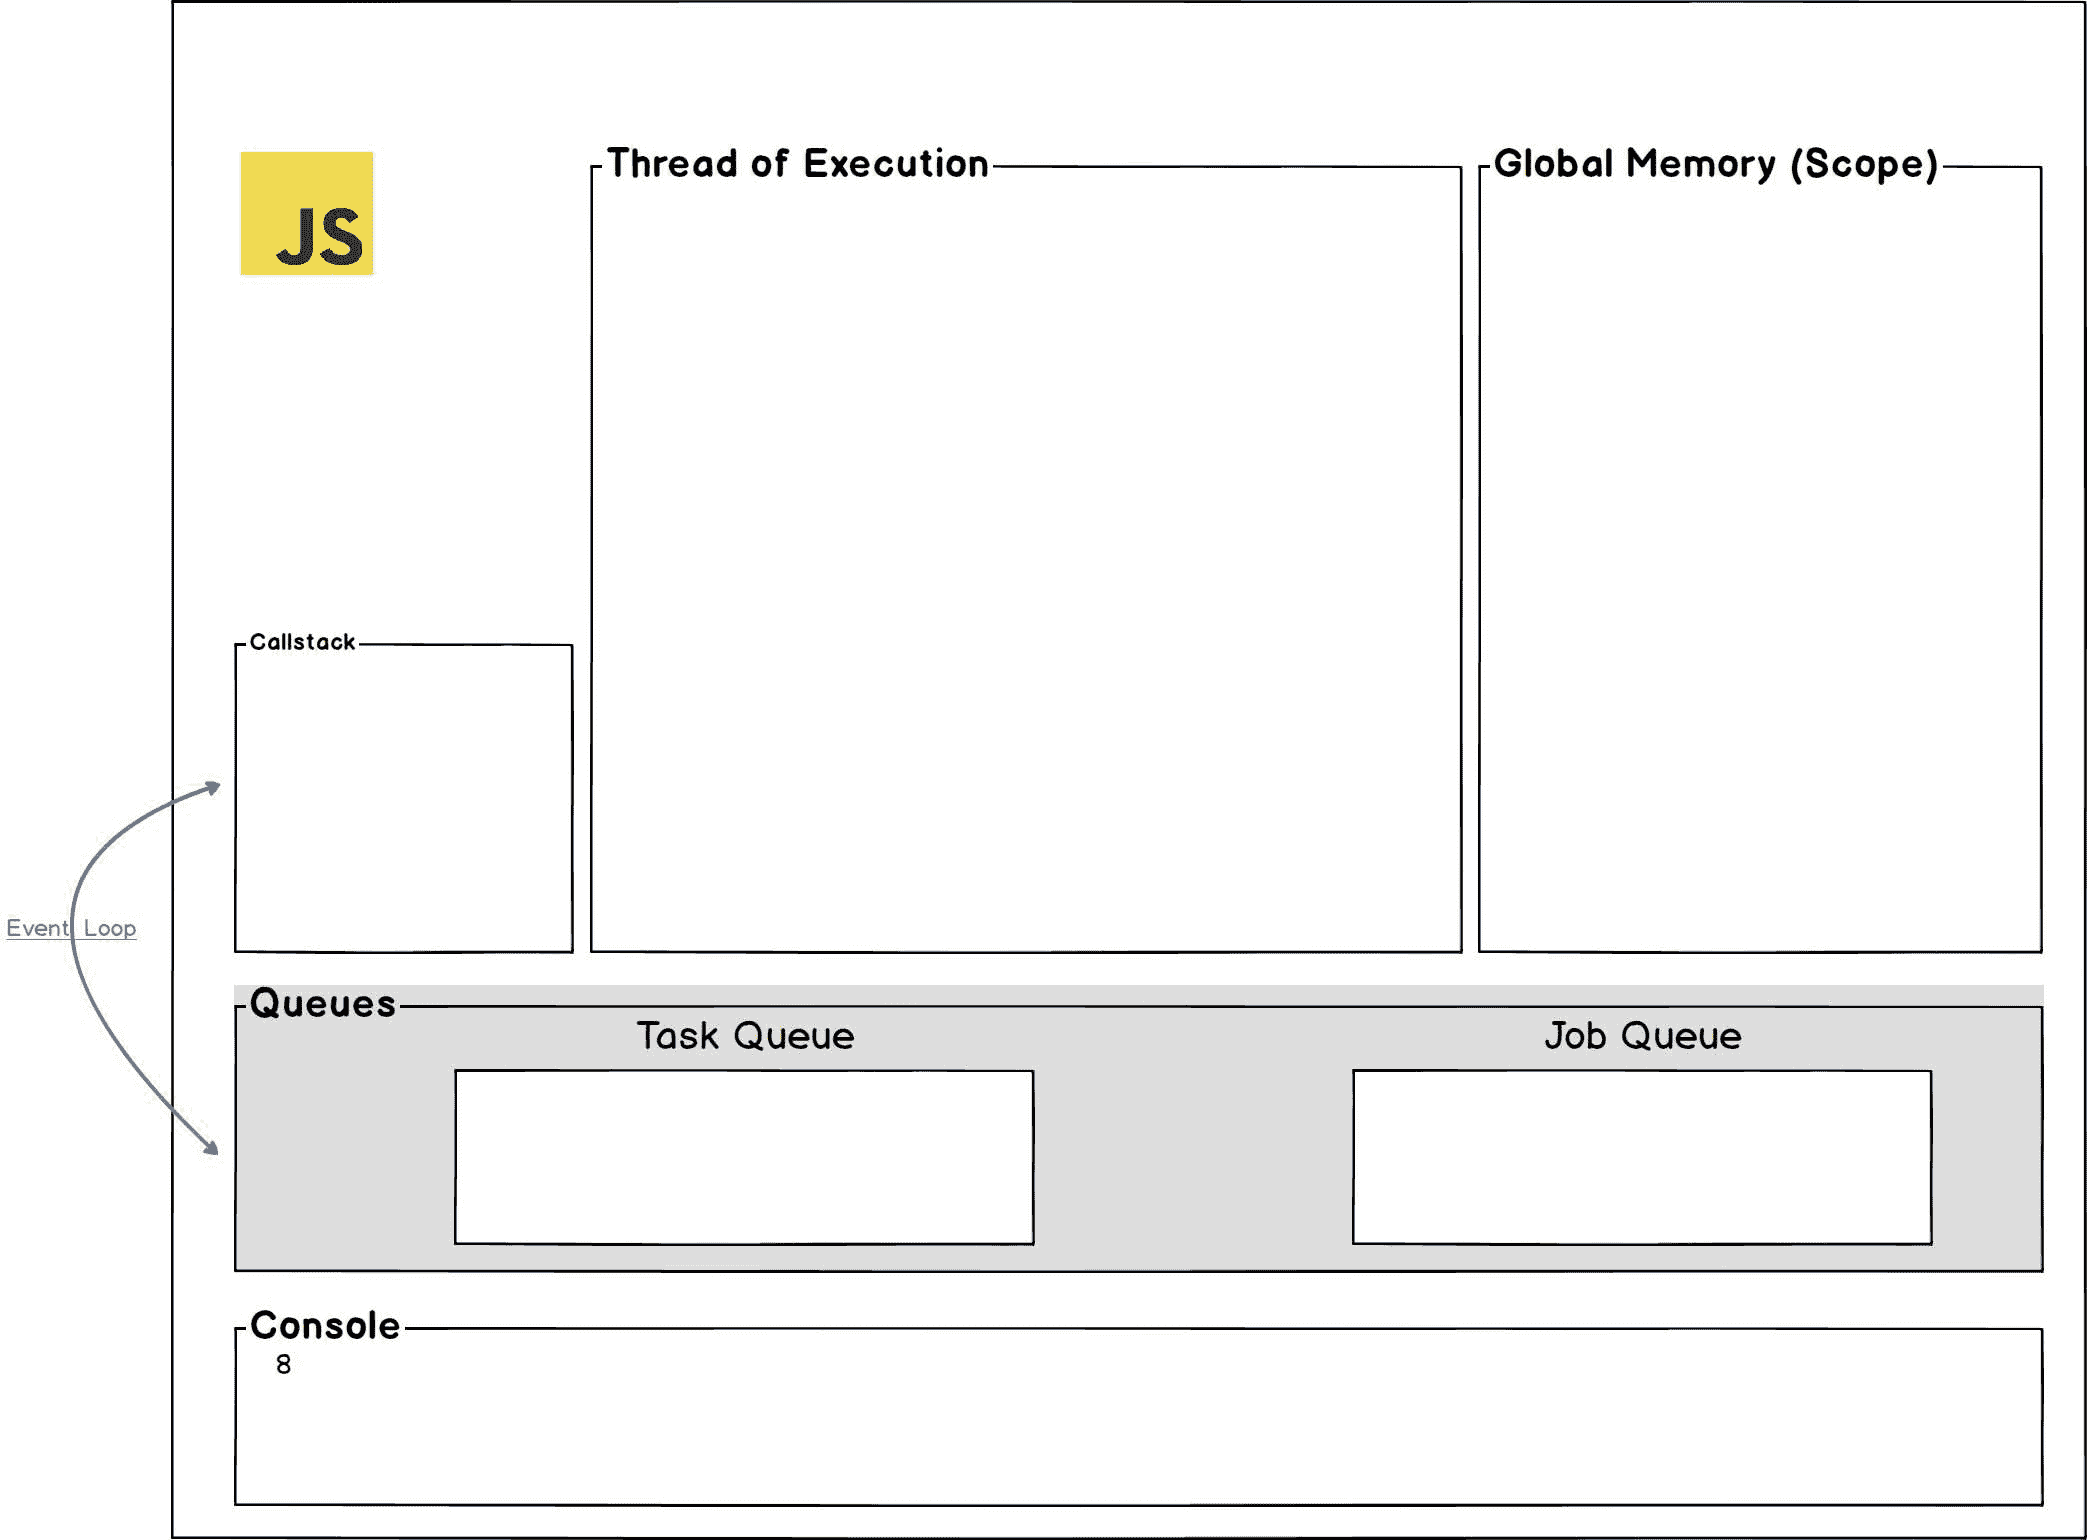 Thread of Execution
Global Memory (Scope)
JS
Callstack
Event Loop
Queues
Task Queue
Job Queue
Console
8